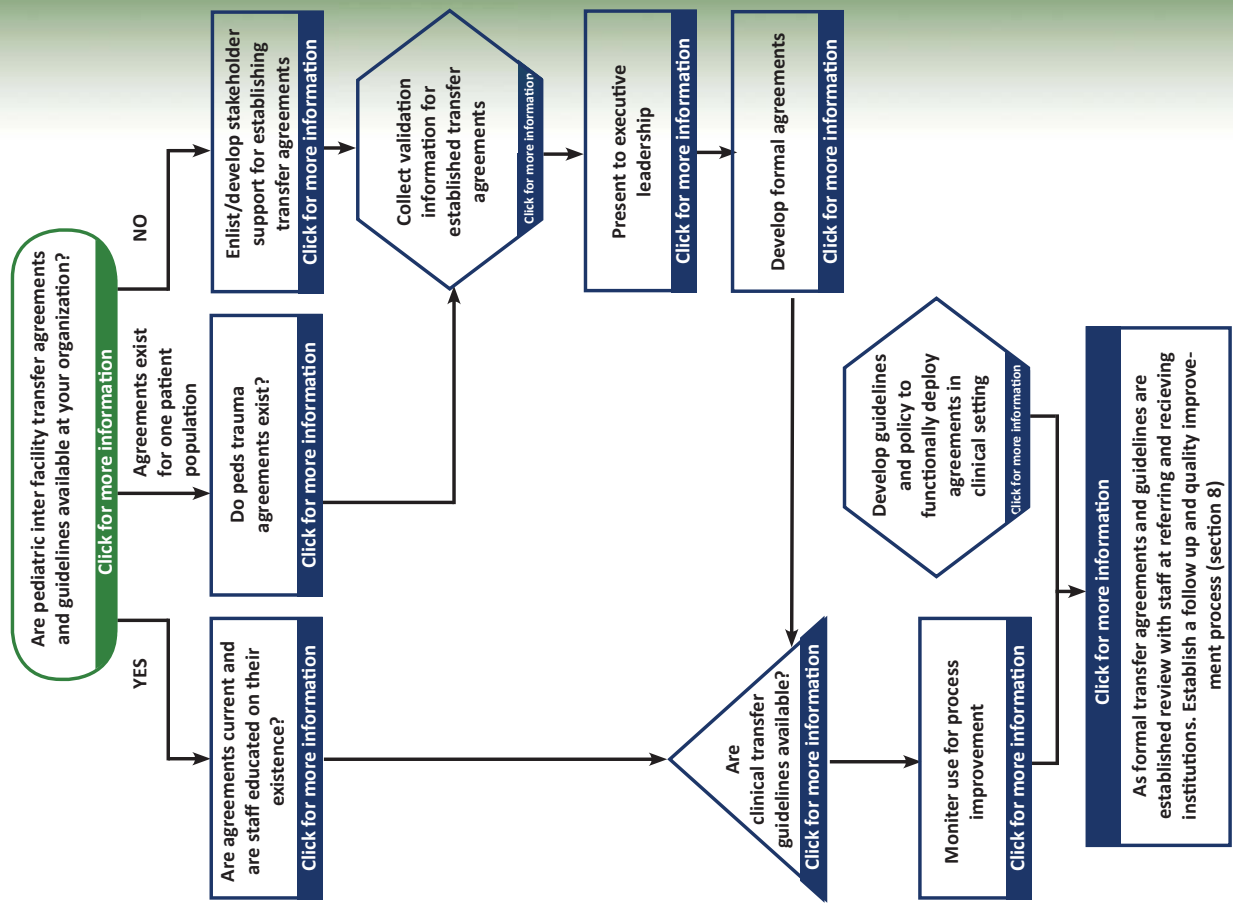 Are pediatric inter facility transfer agreements
and guidelines available at your organization?
Click for more information
YES
Agreements exist
for one patient
population
NO
Are agreements current and
are staff educated on their
existence?
Click for more information
Do peds trauma
agreements exist?
Click for more information
Enlist/develop stakeholder
support for establishing
transfer agreements
Click for more information
Collect validation
information for
established transfer
agreements
Click for more information
Present to executive
leadership
Click for more information
Develop formal agreements
Click for more information
Are
clinical transfer
guidelines available?
Click for more information
Moniter use for process
improvement
Click for more information
Develop guidelines
and policy to
functionally deploy
agreements in
clinical setting
Click for more information
Click for more information
As formal transfer agreements and guidelines are
established review with staff at referring and recieving
institutions. Establish a follow up and quality improve-
ment process (section 8)